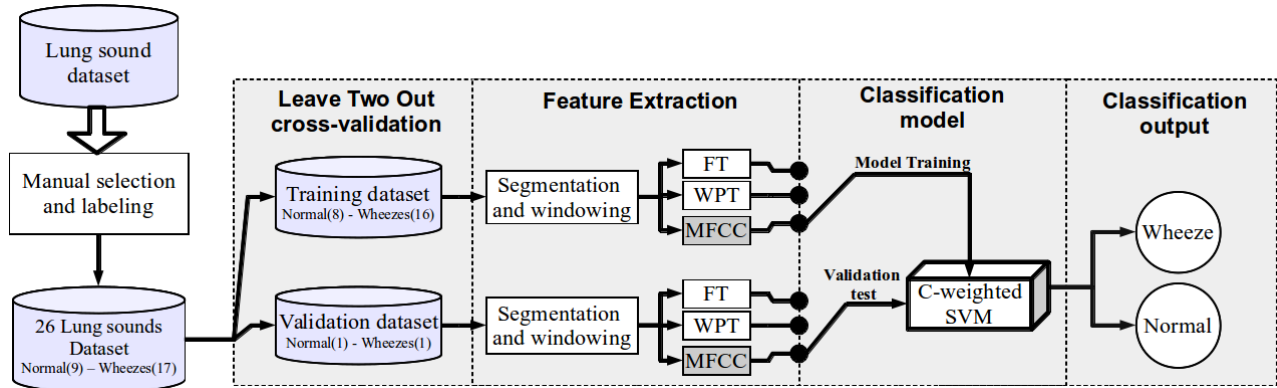 Lung sound
dataset
Manual selection
and labeling
26 Lung sounds
Dataset
Normal(9) – Wheezes(17)
Leave Two Out
cross-validation
Training dataset
Normal(8) - Wheezes(16)
Validation dataset
Normal(1) - Wheezes(1)
Feature Extraction
Segmentation
and windowing
FT
WPT
MFCC
Segmentation
and windowing
FT
WPT
MFCC
Classification
model
Model Training
Validation
test
C-weighted
SVM
Classification
output
Wheeze
Normal